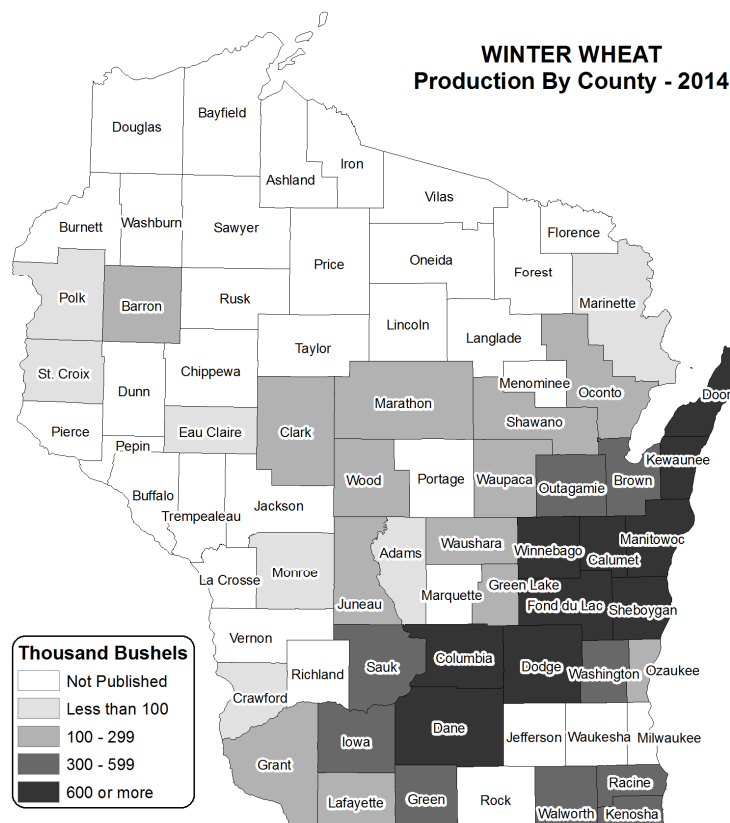 WINTER WHEAT
Production By County - 2014
Bayfield
Douglas
Iron
Ashland
Vilas
Burnett
Washburn
Sawyer
Florence
Oneida
Price
Forest
Polk
Barron
Rusk
Marinette
Lincoln
Langlade
Taylor
St. Croix
Chippewa
Menominee
Dunn
Oconto
Door
Marathon
Shawano
Pierce
Eau Claire
Clark
Pepin
Kewaunee
Wood
Portage
Waupaca
Brown
Outagamie
Buffalo
Jackson
Trempealeau
Manitowoc
Waushara
Winnebago
Adams
Calumet
Monroe
La Crosse
Green Lake
Marquette
Juneau
Fond du Lac
Sheboygan
Vernon
Columbia
Dodge
Sauk
Richland
Washington
Ozaukee
Crawford
Dane
Jefferson
Waukesha
Milwaukee
Iowa
Grant
Racine
Lafayette
Green
Rock
Walworth
Kenosha
Thousand Bushels
Not Published
Less than 100
100 - 299
300 - 599
600 or more